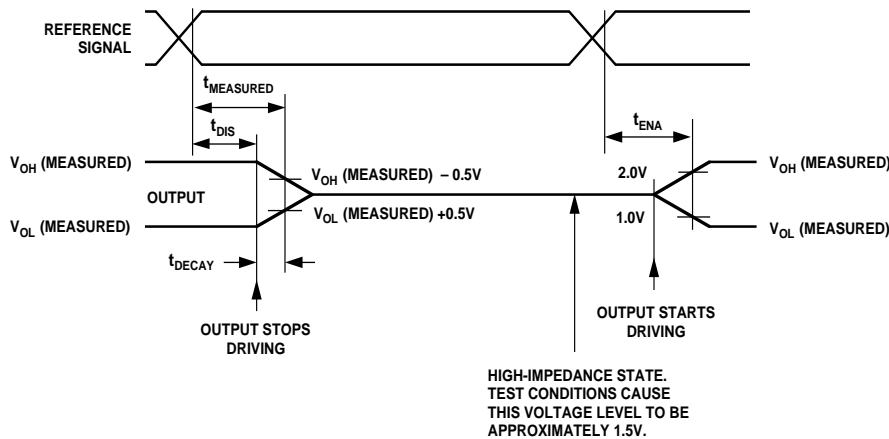 REFERENCE
SIGNAL
tMEASURED
tDIS
tENA
VOH (MEASURED)
VOH (MEASURED) – 0.5V
2.0V
VOH (MEASURED)
OUTPUT
VOL (MEASURED)
VOL (MEASURED) +0.5V
1.0V
VOL (MEASURED)
tDECAY
OUTPUT STOPS
DRIVING
OUTPUT STARTS
DRIVING
HIGH-IMPEDANCE STATE.
TEST CONDITIONS CAUSE
THIS VOLTAGE LEVEL TO BE
APPROXIMATELY 1.5V.